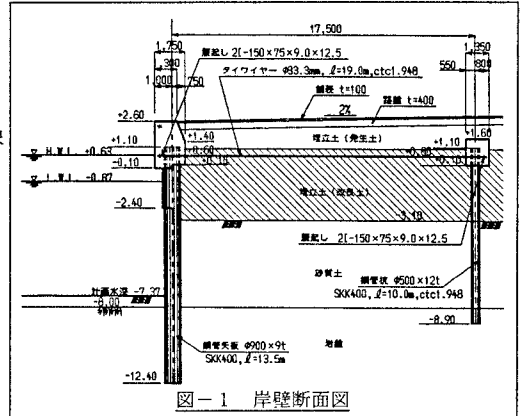 17,500
1,750
1,350
300
550
800
1,000
750
腹起し 2[-150×75×9.0×12.5
タイワイヤー φ83.3mm, ℓ=19.0m,ctc1.948
舗装 t=100
路盤 t=400
2%
+2.60
埋立土 (発生土)
+1.60
+1.10
+1.40
+1.10
H.W.L +0.63
+0.60
+0.80
-0.10
+0.10
+0.10
L.W.L -0.87
埋立土 (改良土)
-2.40
-3.10
腹起し 2[-150×75×9.0×12.5
砂質土
鋼管杭 φ500×12t
SKK400, ℓ=10.0m,ctc1.948
計画水深 -7.37
-8.00
-8.90
鋼管矢板 φ900×9t
SKK400, ℓ=13.5m
岩盤
-12.40
図-1 岸壁断面図